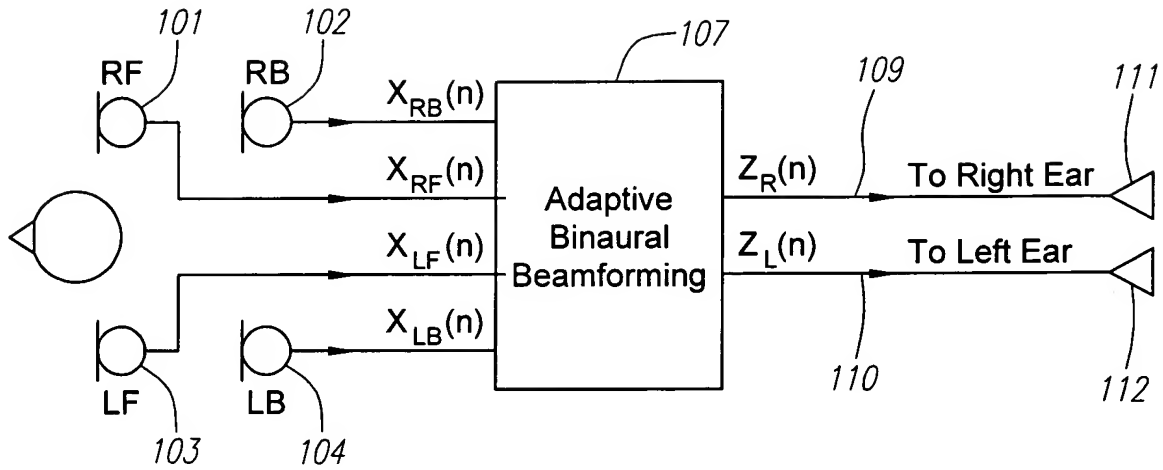 101
102
107
RF
RB
109
111
X_RB(n)
X_RF(n)
Z_R(n)
To Right Ear
Adaptive
Binaural
Beamforming
X_LF(n)
Z_L(n)
To Left Ear
X_LB(n)
LF
LB
110
112
103
104